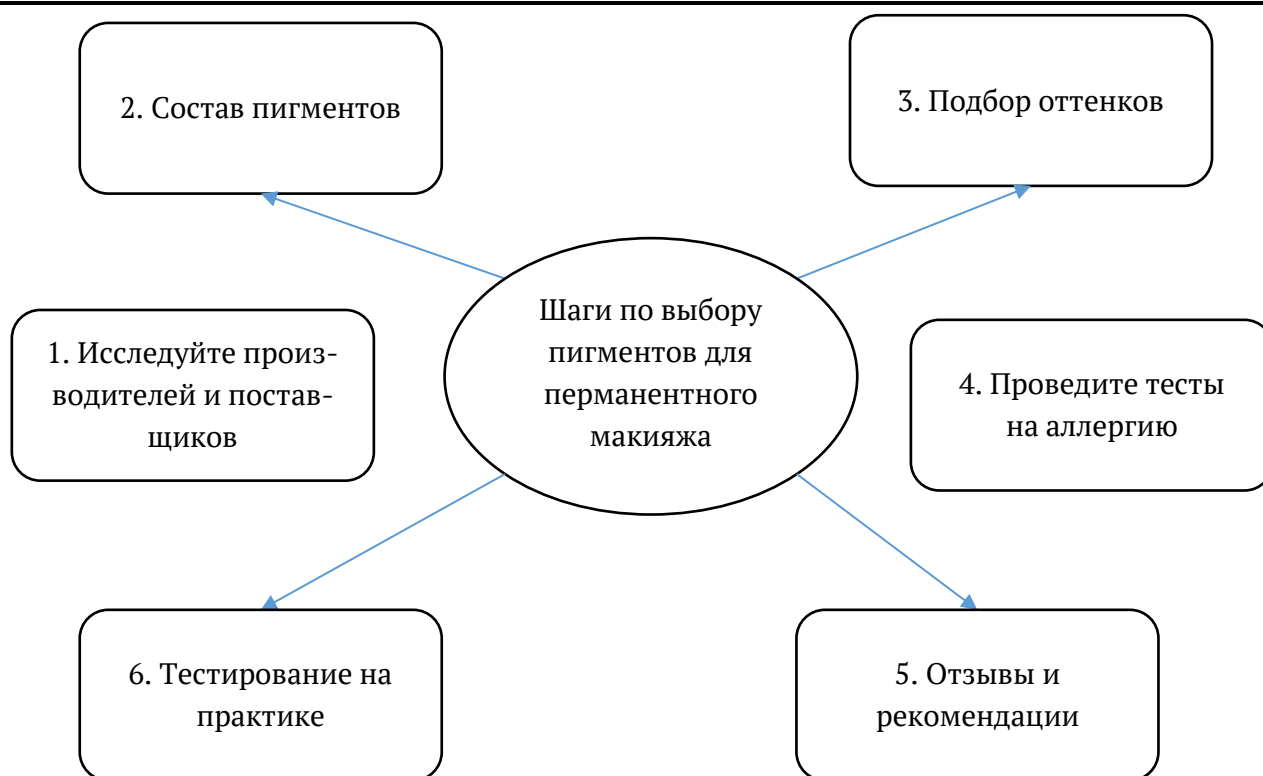 2. Состав пигментов
3. Подбор оттенков
Шаги по выбору
пигментов для
перманентного
макияжа
1. Исследуйте произ-
водителей и постав-
щиков
4. Проведите тесты
на аллергию
6. Тестирование на
практике
5. Отзывы и
рекомендации